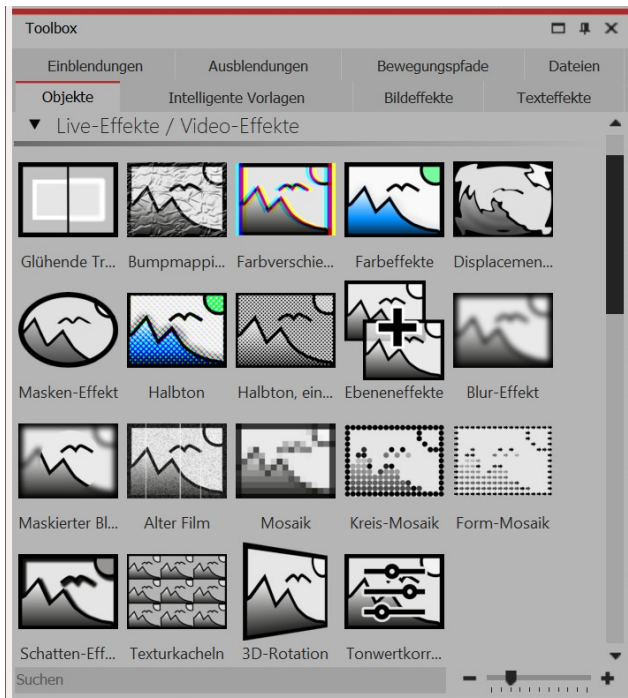 Toolbox
Einblendungen Ausblendungen Bewegungspfade Dateien
Objekte Intelligente Vorlagen Bildeffekte Texteffekte
Live-Effekte / Video-Effekte
Glühende Tr... Bumpmappi... Farbverschie... Farbeffekte Displacemen...
Masken-Effekt Halbton Halbton, ein... Ebeneneffekte Blur-Effekt
Maskierter Bl... Alter Film Mosaik Kreis-Mosaik Form-Mosaik
Schatten-Eff... Texturkacheln 3D-Rotation Tonwertkorr...
Suchen